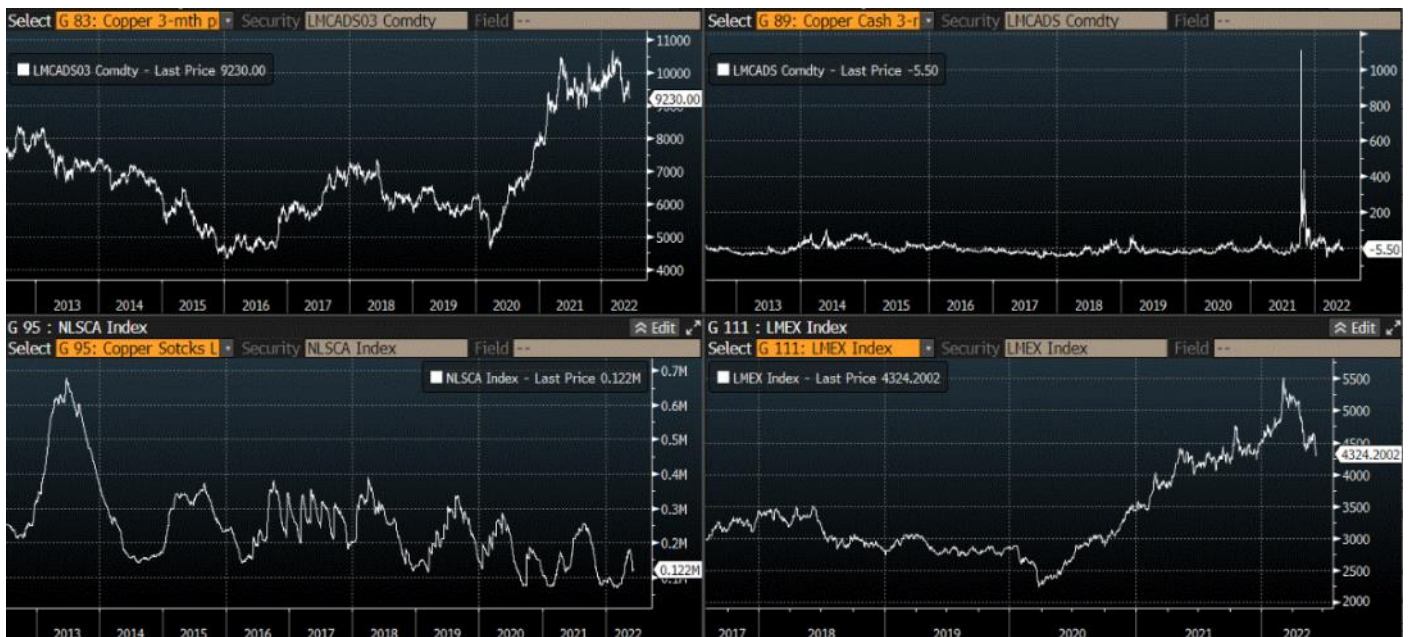 Select G 83: Copper 3-mth p Security LMCADS03 Comdty Field --
LMCADS03 Comdty - Last Price 9230.00
11000
10000
9230.00
9000
8000
7000
6000
5000
4000
2013 2014 2015 2016 2017 2018 2019 2020 2021 2022
Select G 89: Copper Cash 3-r Security LMCADS Comdty Field --
LMCADS Comdty - Last Price -5.50
1000
800
600
400
200
-5.50
2013 2014 2015 2016 2017 2018 2019 2020 2021 2022
G 95 : NLSCA Index Edit
Select G 95: Copper Sotcks L Security NLSCA Index Field --
NLSCA Index - Last Price 0.122M
0.7M
0.6M
0.5M
0.4M
0.3M
0.2M
0.122M
0.1M
2013 2014 2015 2016 2017 2018 2019 2020 2021 2022
G 111 : LMEX Index Edit
Select G 111: LMEX Index Security LMEX Index Field --
LMEX Index - Last Price 4324.2002
5500
5000
4500
4324.2002
4000
3500
3000
2500
2000
2017 2018 2019 2020 2021 2022